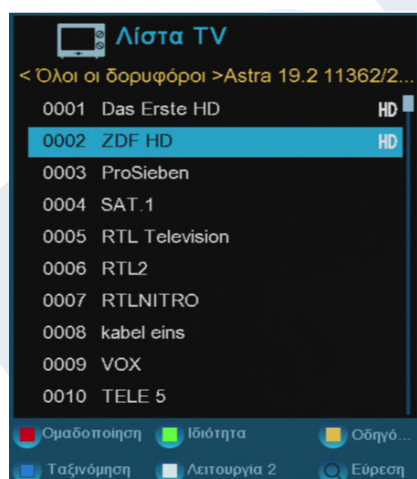 Λίστα TV
< Όλοι οι δορυφόροι >Astra 19.2 11362/2...
0001 Das Erste HD HD
0002 ZDF HD HD
0003 ProSieben
0004 SAT.1
0005 RTL Television
0006 RTL2
0007 RTLNITRO
0008 kabel eins
0009 VOX
0010 TELE 5
Ομαδοποίηση Ιδιότητα Οδηγό...
Ταξινόμηση Λειτουργία 2 Εύρεση